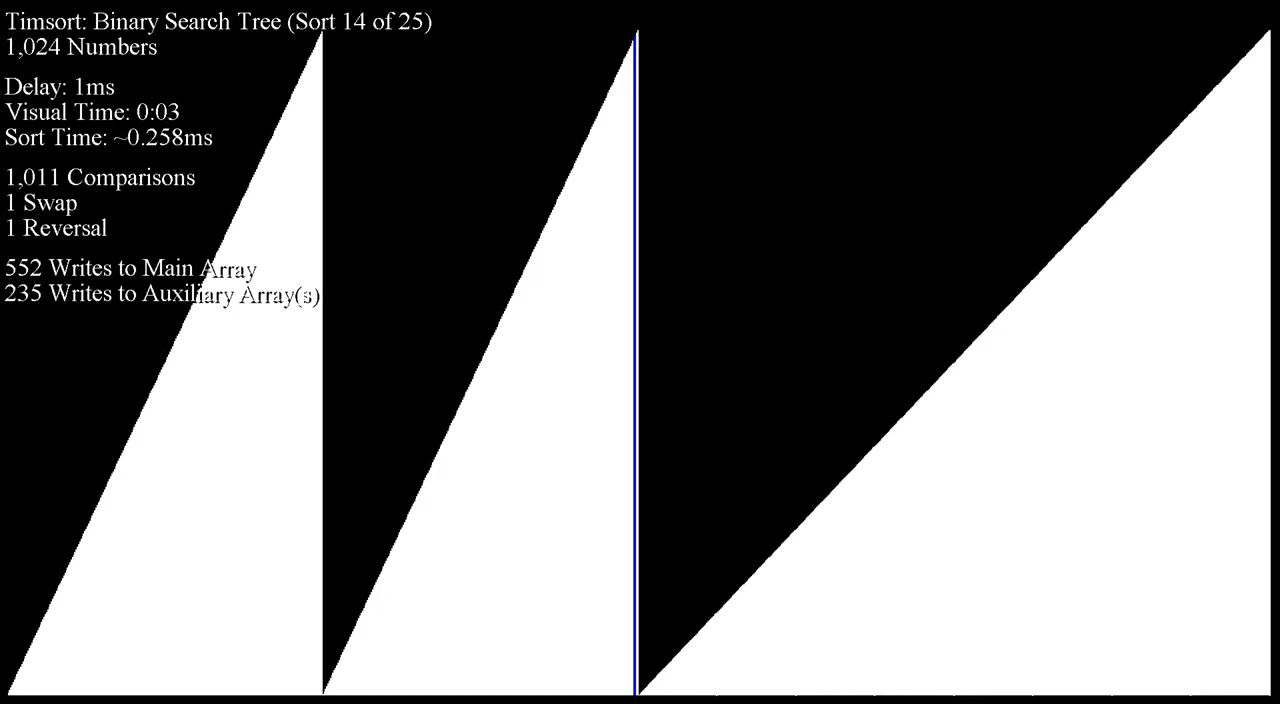 Timsort: Binary Search Tree (Sort 14 of 25)
1,024 Numbers
Delay: 1ms
Visual Time: 0:03
Sort Time: ~0.258ms
1,011 Comparisons
1 Swap
1 Reversal
552 Writes to Main Array
235 Writes to Auxiliary Array(s)